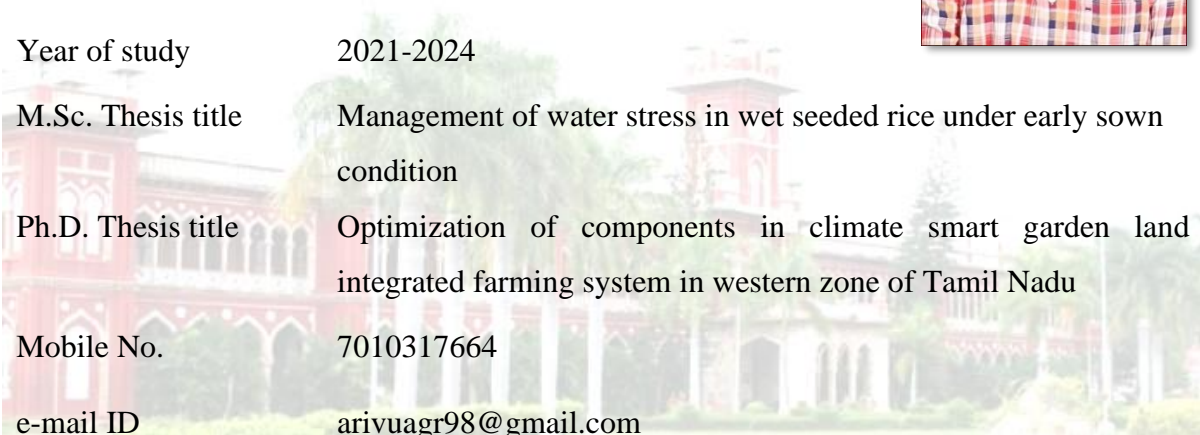 Year of study 2021-2024
M.Sc. Thesis title Management of water stress in wet seeded rice under early sown
condition
Ph.D. Thesis title Optimization of components in climate smart garden land
integrated farming system in western zone of Tamil Nadu
Mobile No. 7010317664
e-mail ID arivuagr98@gmail.com